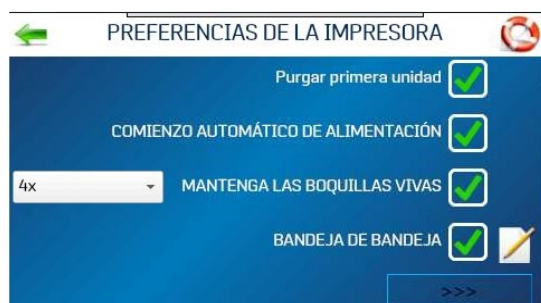 PREFERENCIAS DE LA IMPRESORA
Purgar primera unidad
COMIENZO AUTOMÁTICO DE ALIMENTACIÓN
4x MANTENGA LAS BOQUILLAS VIVAS
BANDEJA DE BANDEJA
>>>